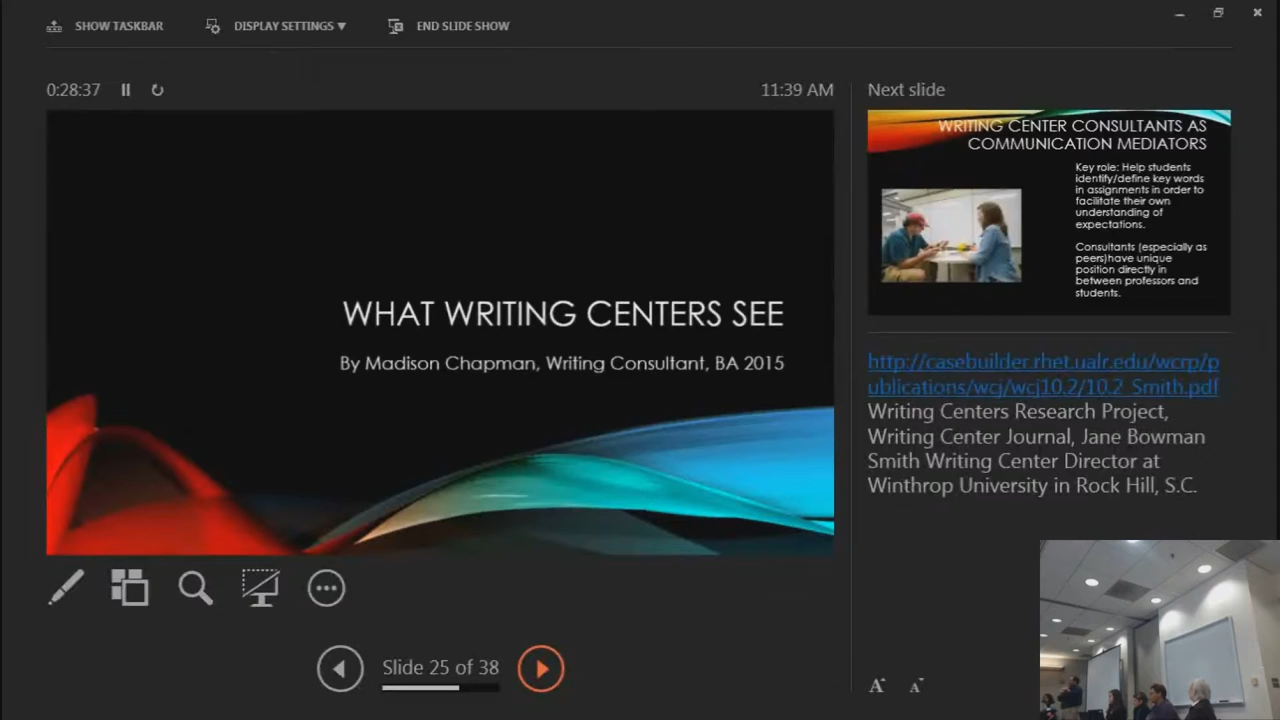 SHOW TASKBAR
DISPLAY SETTINGS ▼
END SLIDE SHOW
0:28:37
11:39 AM
Next slide
WHAT WRITING CENTERS SEE
By Madison Chapman, Writing Consultant, BA 2015
WRITING CENTER CONSULTANTS AS
COMMUNICATION MEDIATORS
Key role: Help students
identify/define key words
in assignments in order to
facilitate their own
understanding of
expectations.
Consultants (especially as
peers)have unique
position directly in
between professors and
students.
http://casebuilder.rhet.ualr.edu/wcrp/p
ublications/wcj/wcj10.2/10.2_Smith.pdf
Writing Centers Research Project,
Writing Center Journal, Jane Bowman
Smith Writing Center Director at
Winthrop University in Rock Hill, S.C.
Slide 25 of 38
A A